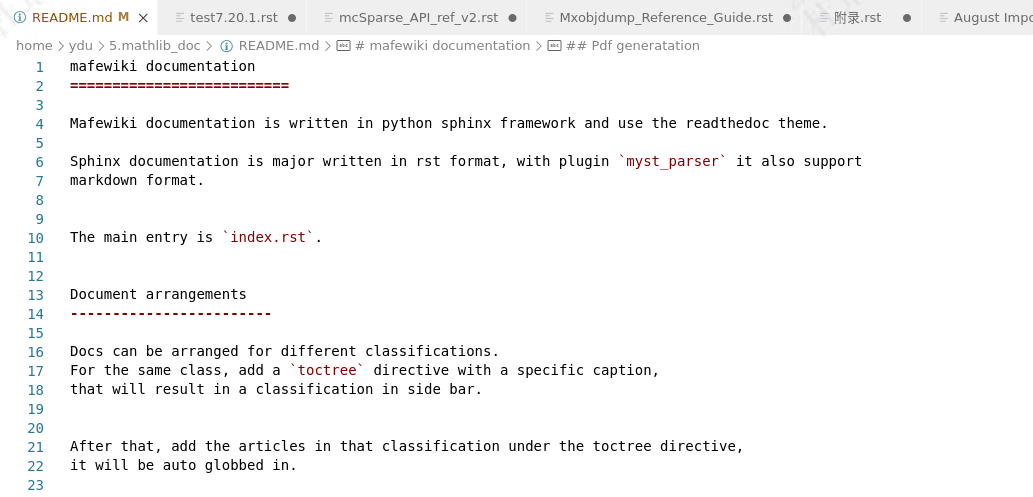 README.md M
test7.20.1.rst
mcSparse_API_ref_v2.rst
Mxobjdump_Reference_Guide.rst
附录.rst
August Impo
home > ydu > 5.mathlib_doc > README.md > # mafewiki documentation > ## Pdf generatation
1 mafewiki documentation
2 ==========================
3
4 Mafewiki documentation is written in python sphinx framework and use the readthedoc theme.
5
6 Sphinx documentation is major written in rst format, with plugin `myst_parser` it also support
7 markdown format.
8
9
10 The main entry is `index.rst`.
11
12
13 Document arrangements
14 ------------------------
15
16 Docs can be arranged for different classifications.
17 For the same class, add a `toctree` directive with a specific caption,
18 that will result in a classification in side bar.
19
20
21 After that, add the articles in that classification under the toctree directive,
22 it will be auto globbed in.
23